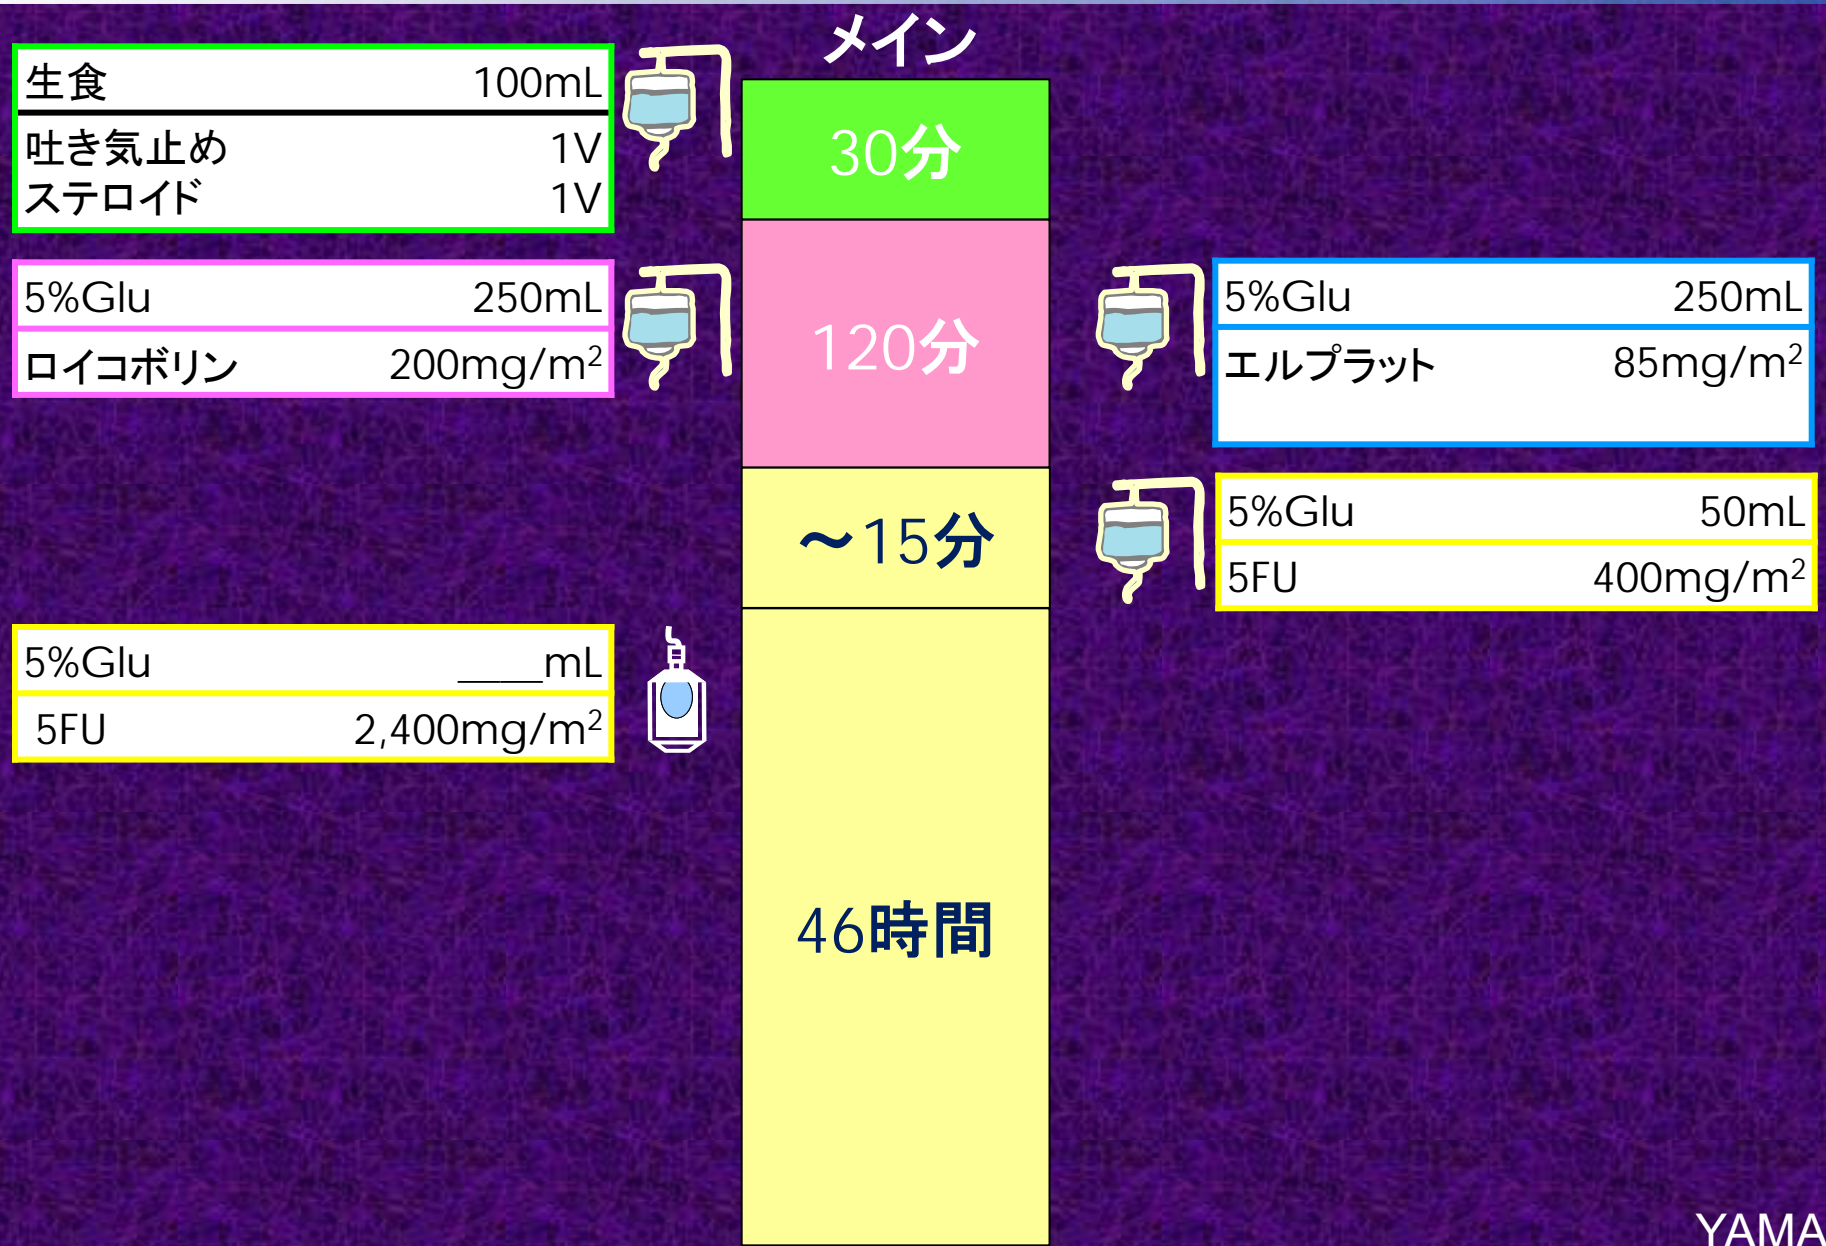 メイン
生食 100mL
吐き気止め 1V
ステロイド 1V
30分
5%Glu 250mL
ロイコボリン 200mg/m²
120分
5%Glu 250mL
エルプラット 85mg/m²
~15分
5%Glu 50mL
5FU 400mg/m²
5%Glu ____mL
5FU 2,400mg/m²
46時間
YAMA